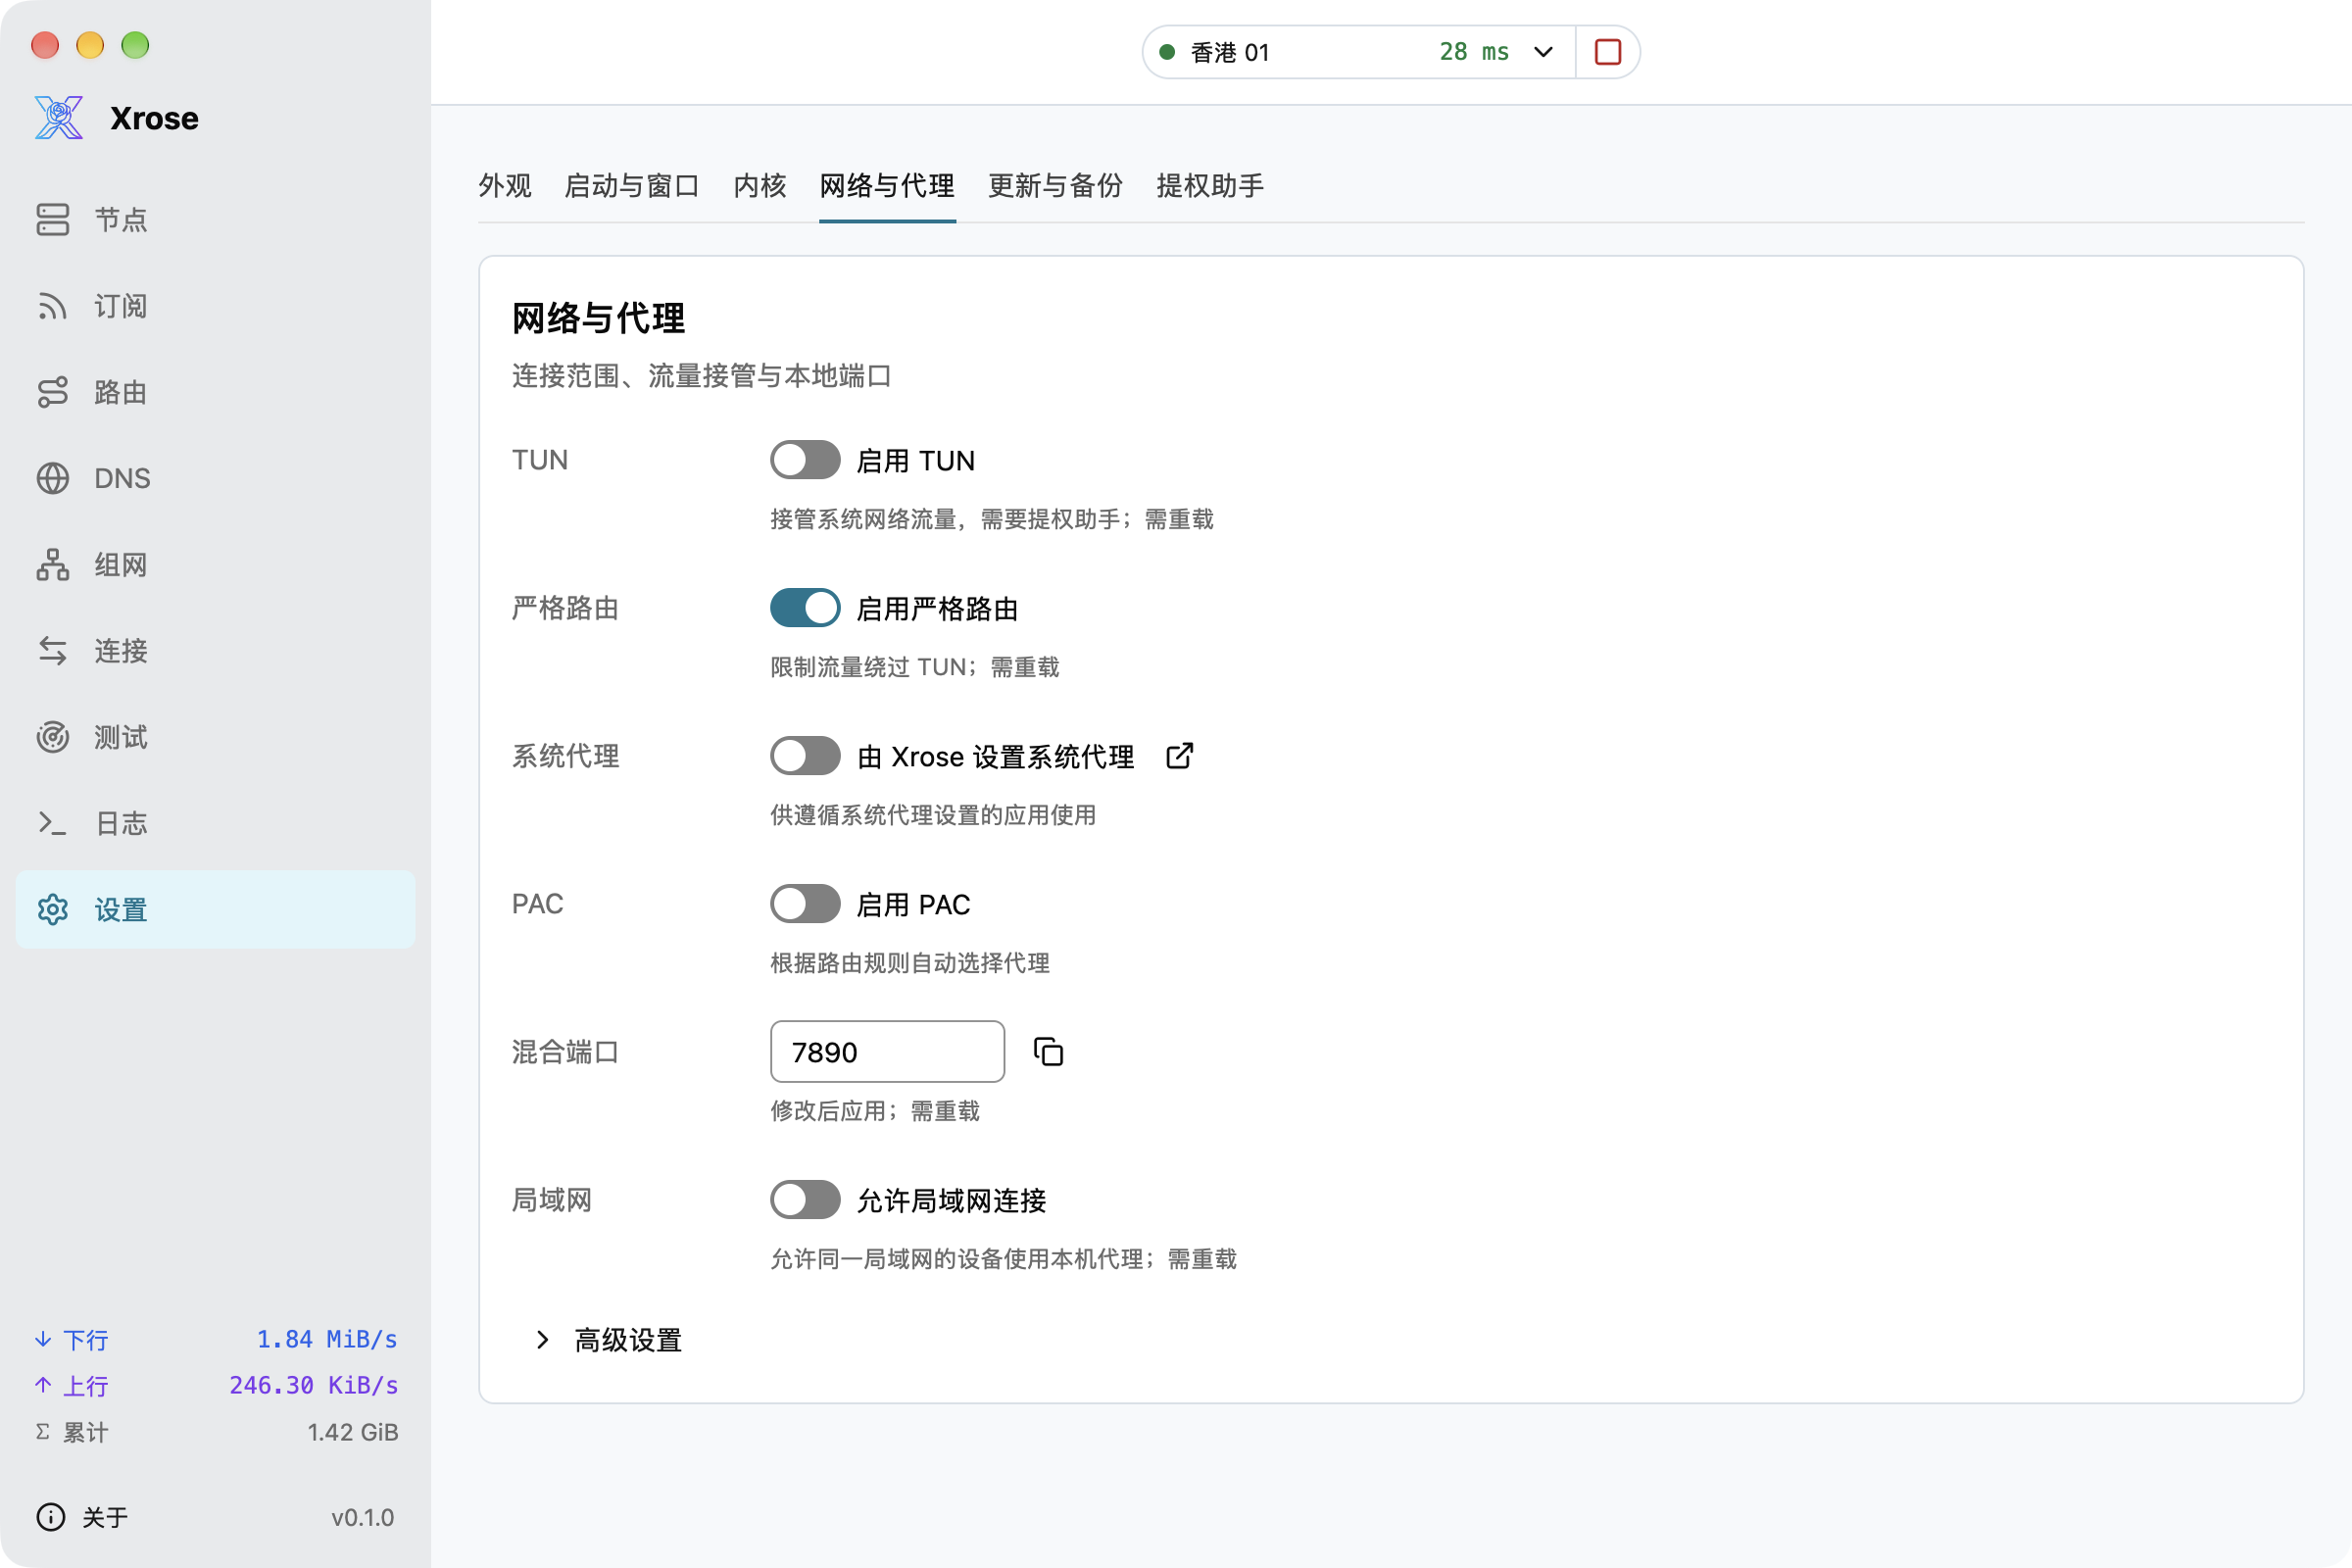 Xrose
节点
订阅
路由
DNS
组网
连接
测试
日志
设置
下行 1.84 MiB/s
上行 246.30 KiB/s
Σ 累计 1.42 GiB
关于 v0.1.0
香港 01 28 ms
外观 启动与窗口 内核 网络与代理 更新与备份 提权助手
网络与代理
连接范围、流量接管与本地端口
TUN 启用 TUN
接管系统网络流量，需要提权助手；需重载
严格路由 启用严格路由
限制流量绕过 TUN；需重载
系统代理 由 Xrose 设置系统代理
供遵循系统代理设置的应用使用
PAC 启用 PAC
根据路由规则自动选择代理
混合端口 7890
修改后应用；需重载
局域网 允许局域网连接
允许同一局域网的设备使用本机代理；需重载
高级设置